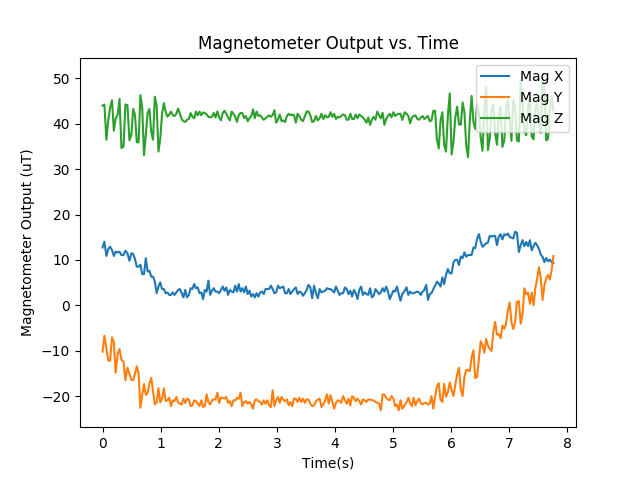 Magnetometer Output vs. Time
Mag X
Mag Y
Mag Z
50
40
30
20
10
0
−10
−20
Magnetometer Output (uT)
0 1 2 3 4 5 6 7 8
Time(s)